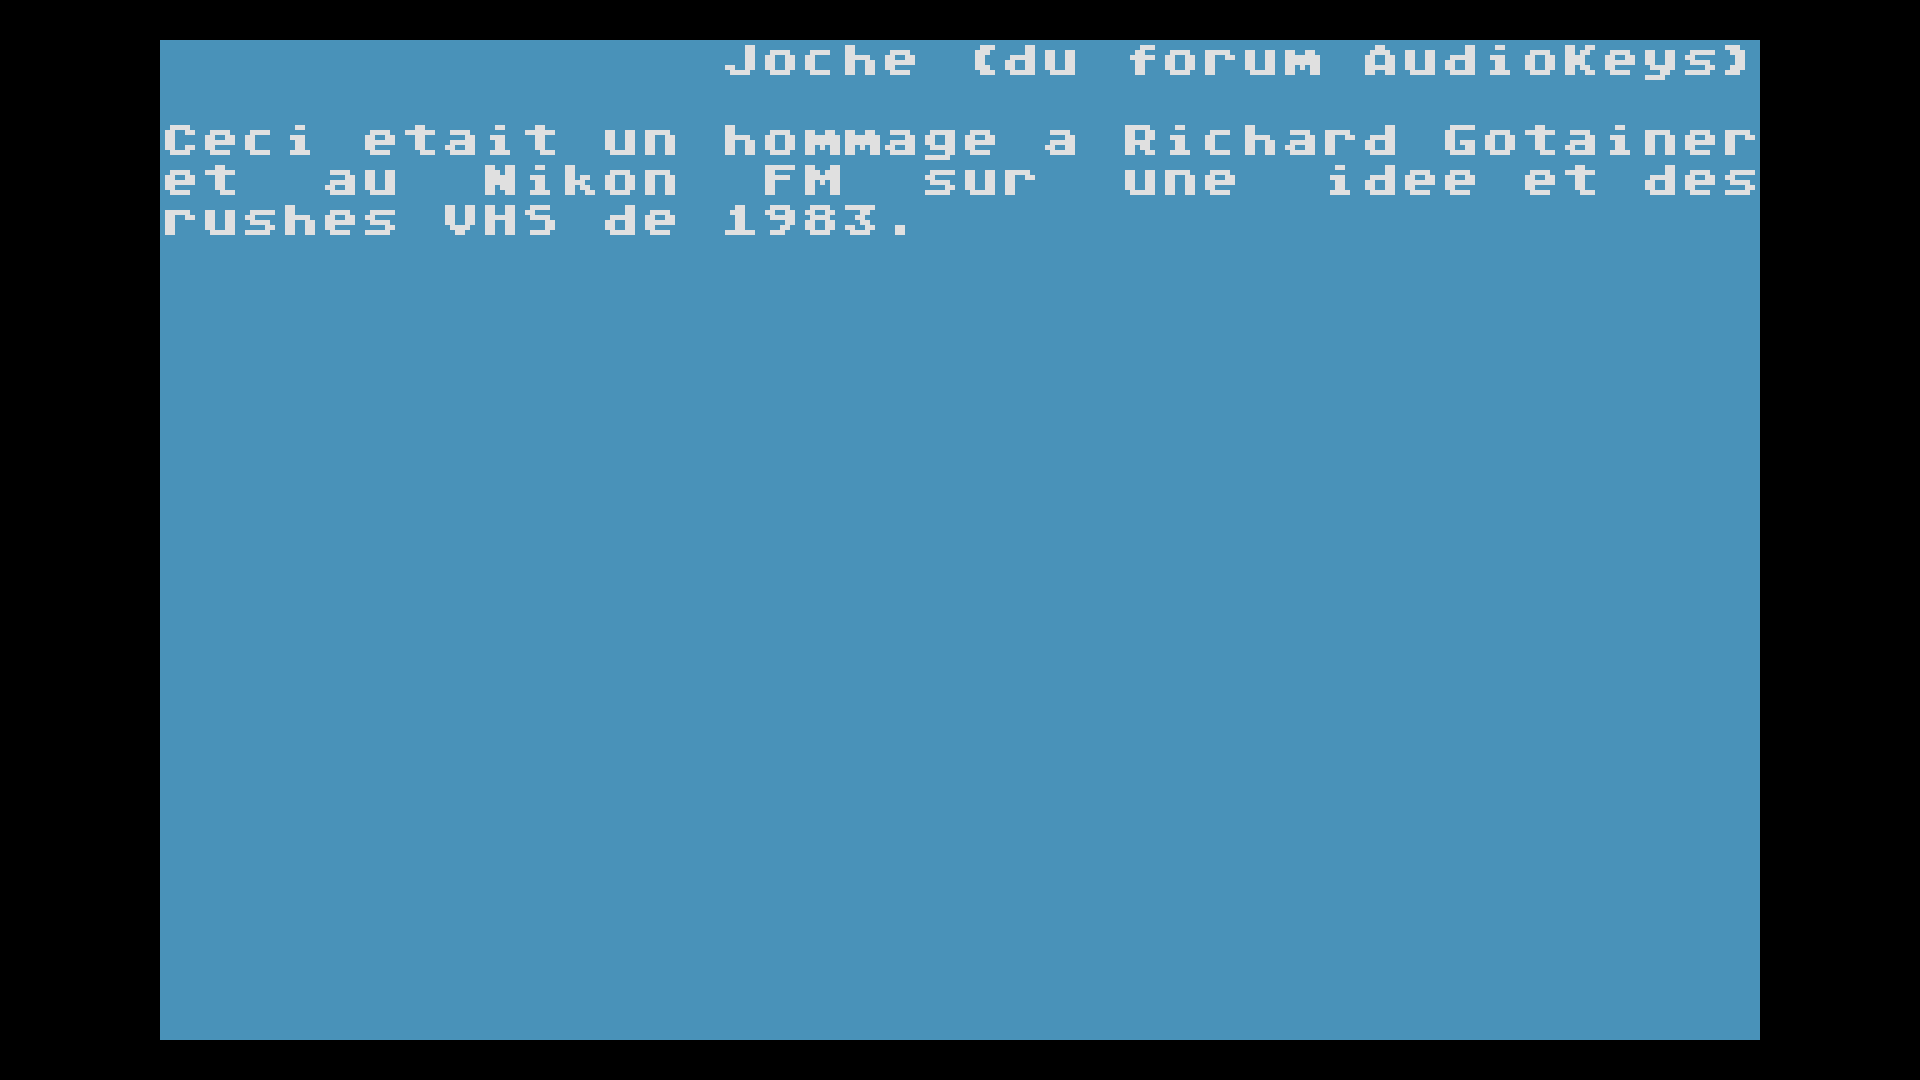 Joche (du forum AudioKeys)
Ceci etait un hommage a Richard Gotainer
et au Nikon FM sur une idee et des
rushes VHS de 1983.